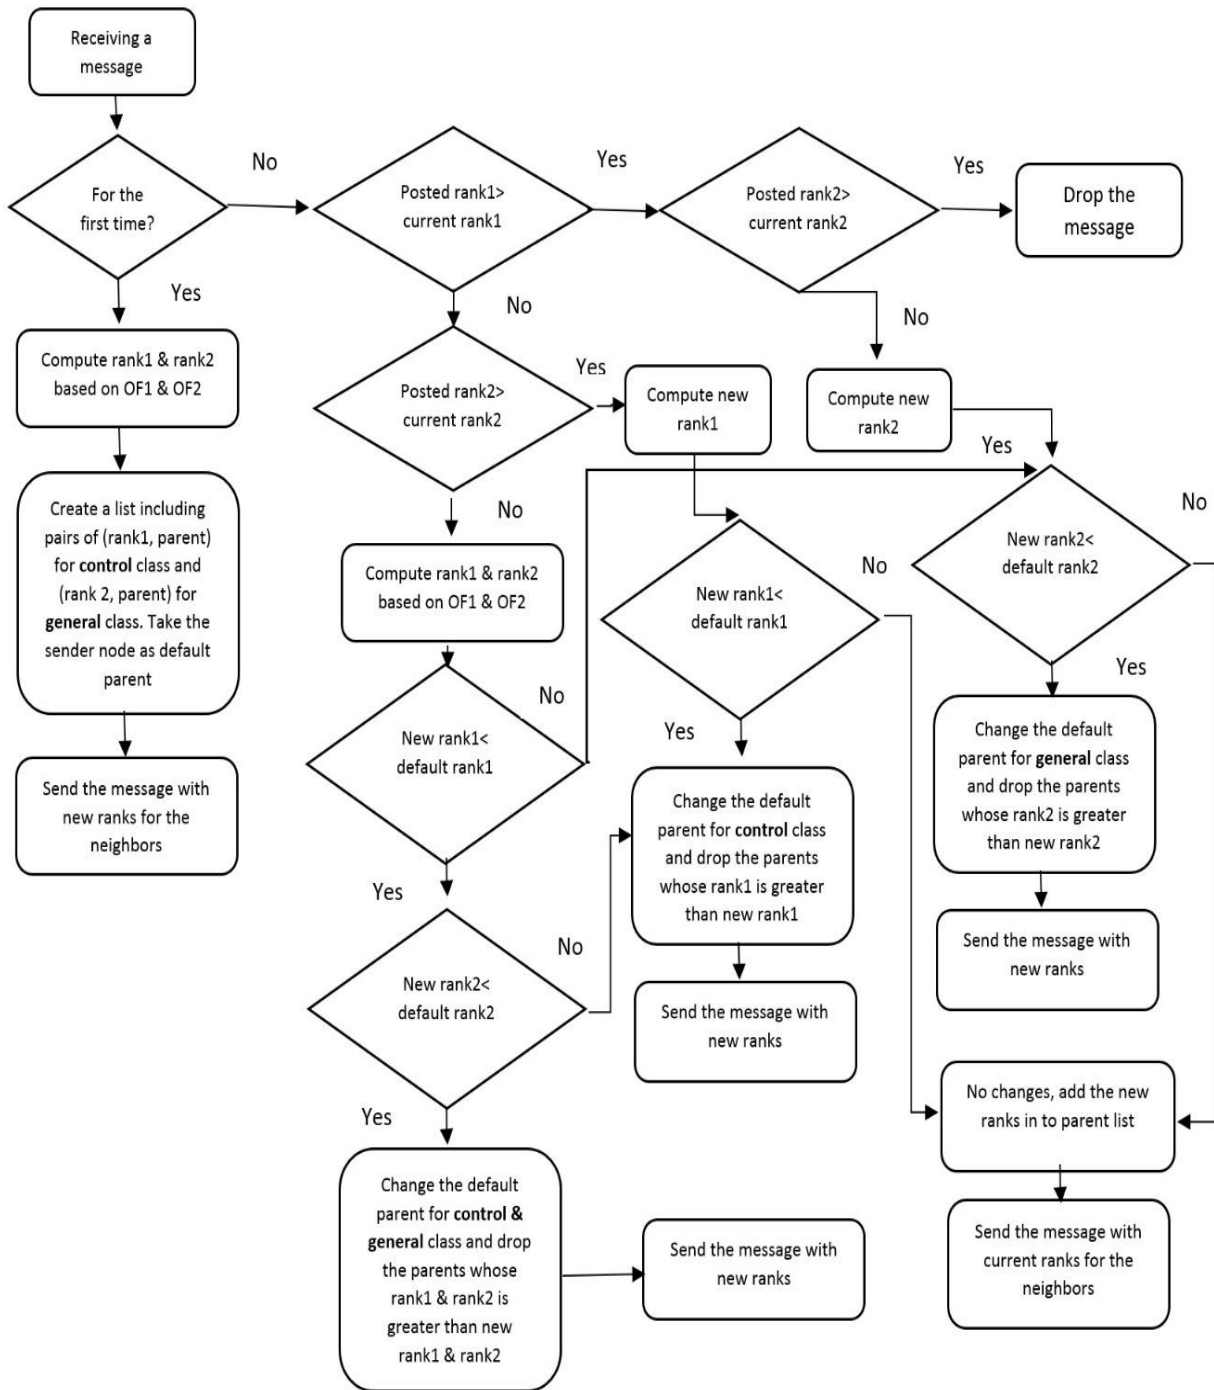 Receiving a
message
For the
first time?
No
Posted rank1>
current rank1
Yes
Posted rank2>
current rank2
Yes
Drop the
message
Yes
No
No
Compute rank1 & rank2
based on OF1 & OF2
Posted rank2>
current rank2
Yes
Compute new
rank1
Compute new
rank2
Yes
Create a list including
pairs of (rank1, parent)
for control class and
(rank 2, parent) for
general class. Take the
sender node as default
parent
No
Compute rank1 & rank2
based on OF1 & OF2
New rank1<
default rank1
No
New rank2<
default rank2
No
Yes
No
Yes
New rank1<
default rank1
Send the message with
new ranks for the
neighbors
Change the default
parent for control class
and drop the parents
whose rank1 is greater
than new rank1
Change the default
parent for general class
and drop the parents
whose rank2 is greater
than new rank2
Yes
No
New rank2<
default rank2
Send the message with
new ranks
Send the message with
new ranks
Yes
No changes, add the new
ranks in to parent list
Change the default
parent for control &
general class and drop
the parents whose
rank1 & rank2 is
greater than new
rank1 & rank2
Send the message with
new ranks
Send the message with
current ranks for the
neighbors